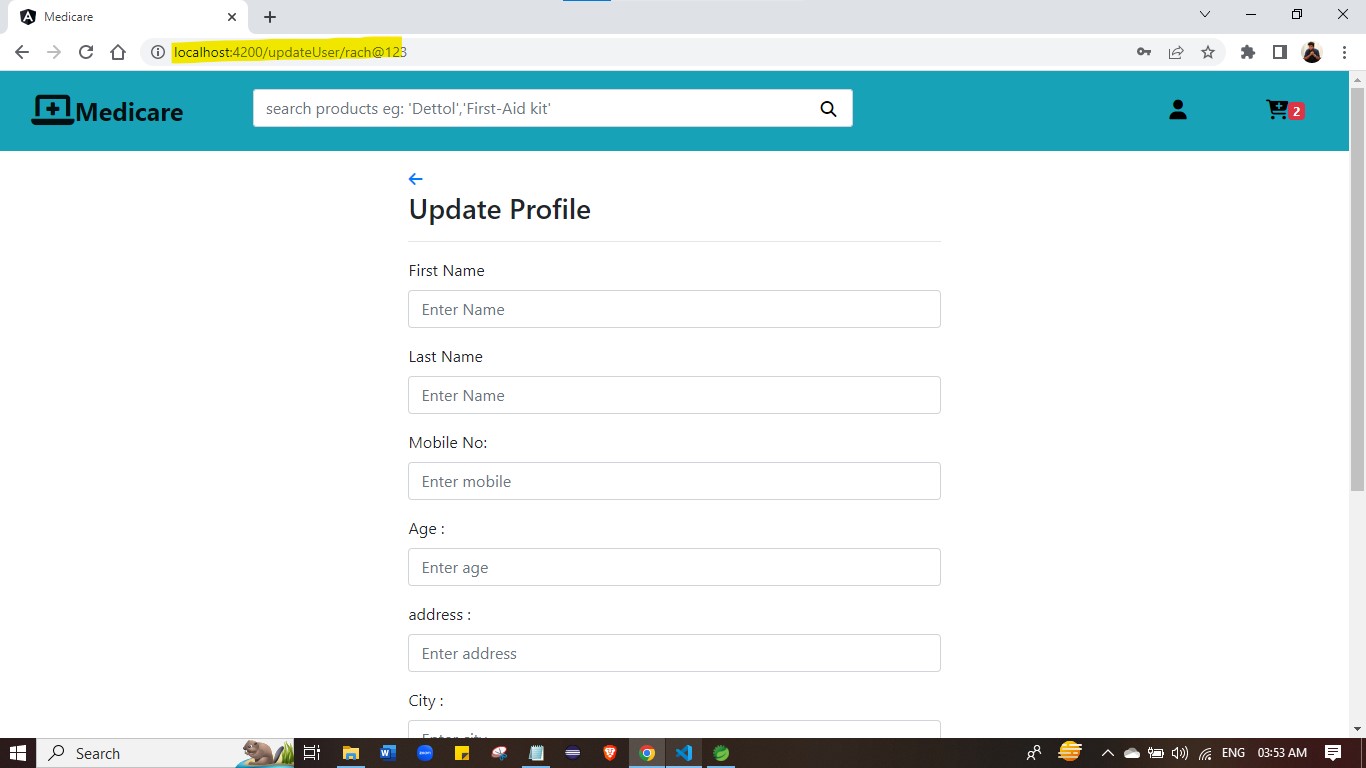 Medicare
localhost:4200/updateUser/rach@123
Medicare
search products eg: 'Dettol','First-Aid kit'
2
Update Profile
First Name
Enter Name
Last Name
Enter Name
Mobile No:
Enter mobile
Age :
Enter age
address :
Enter address
City :
Enter city
Search
ENG
03:53 AM